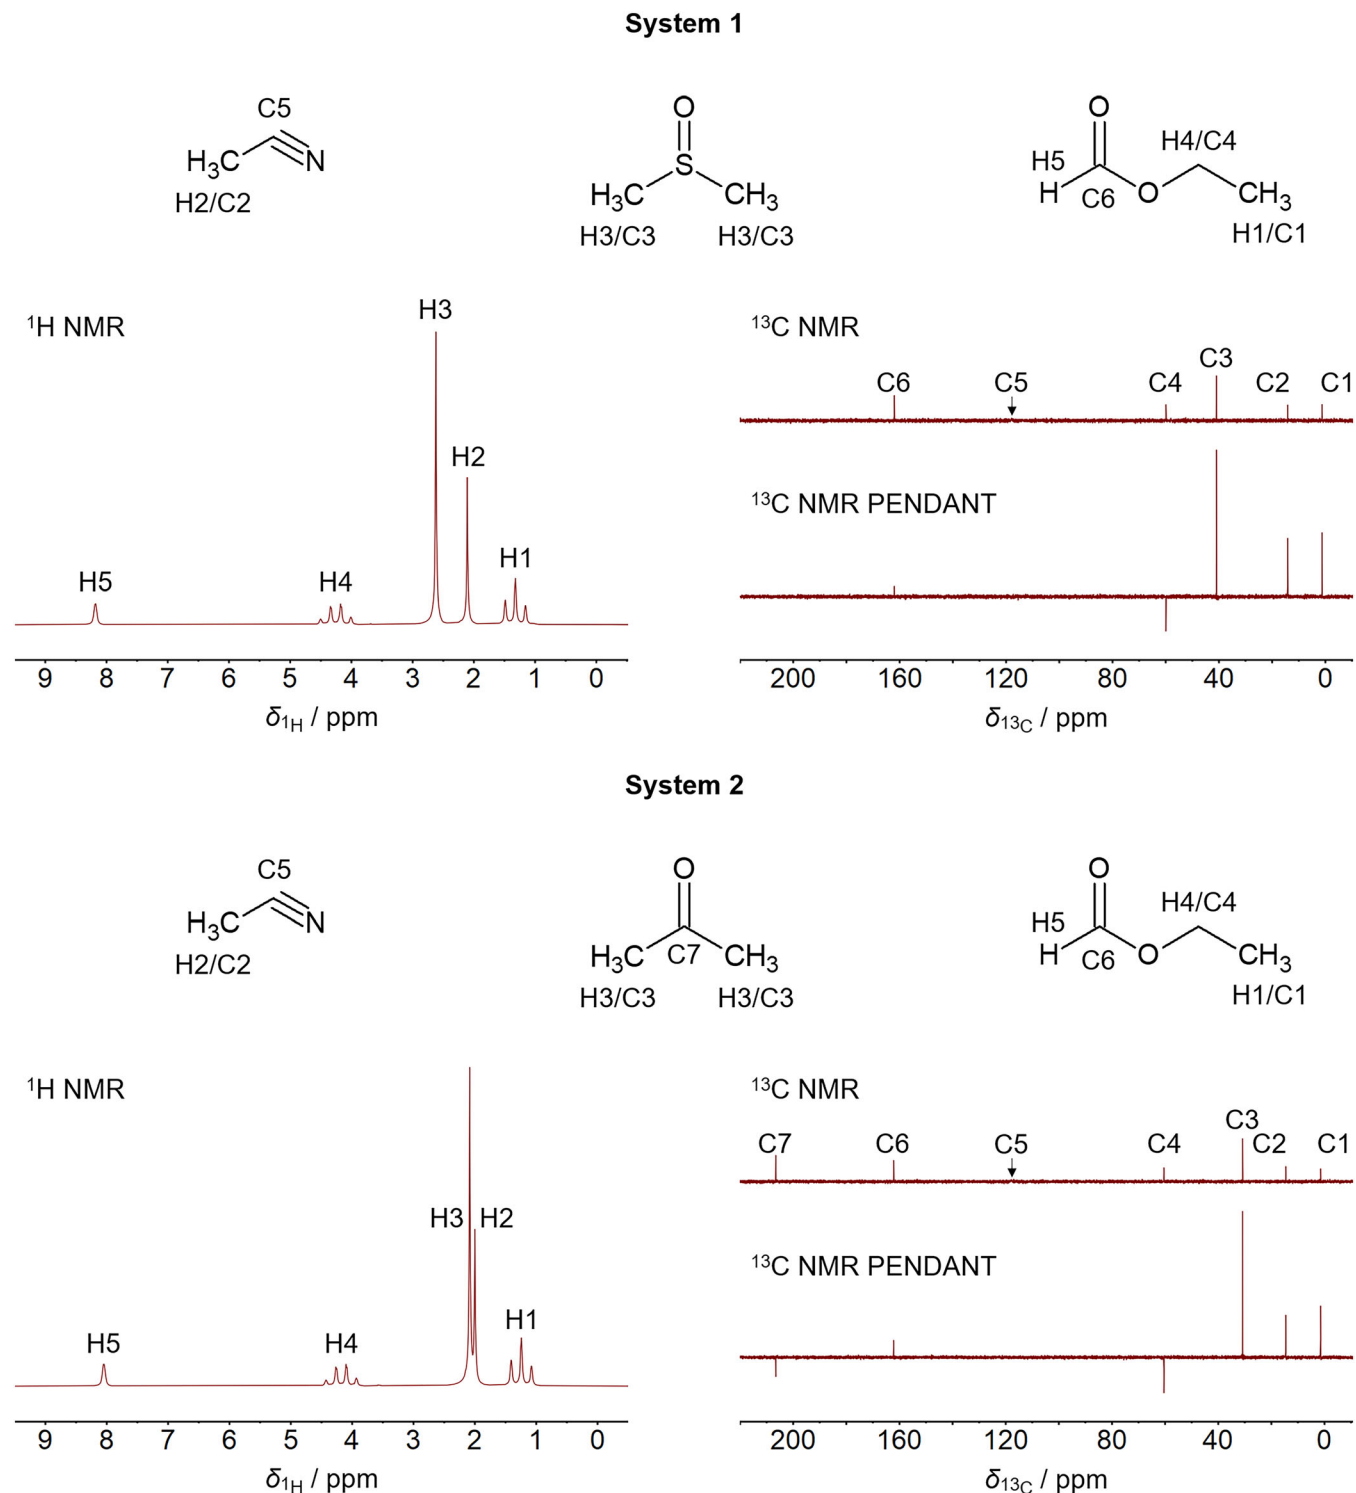 System 1
C5
H₃C
N
H2/C2
O
S
H₃C
CH₃
H3/C3
H3/C3
O
H4/C4
H5
H
C6
O
CH₃
H1/C1
¹H NMR
H3
H2
H1
H5
H4
9 8 7 6 5 4 3 2 1 0
δ₁H / ppm
¹³C NMR
C6
C5
C4
C3
C2
C1
¹³C NMR PENDANT
200 160 120 80 40 0
δ₁₃C / ppm
System 2
C5
H₃C
N
H2/C2
O
H₃C
C7
CH₃
H3/C3
H3/C3
O
H4/C4
H5
H
C6
O
CH₃
H1/C1
¹H NMR
H3
H2
H1
H5
H4
9 8 7 6 5 4 3 2 1 0
δ₁H / ppm
¹³C NMR
C7
C6
C5
C4
C3
C2
C1
¹³C NMR PENDANT
200 160 120 80 40 0
δ₁₃C / ppm